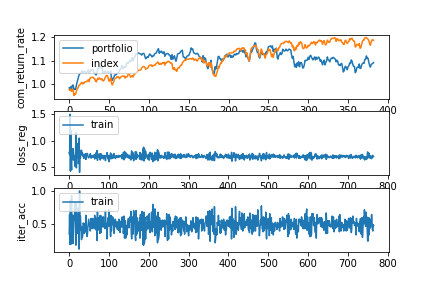 com_return_rate
1.2
1.1
1.0
portfolio
index
0 50 100 150 200 250 300 350 400
loss_reg
1.5
1.0
0.5
train
0 100 200 300 400 500 600 700 800
iter_acc
1.0
0.5
train
0 100 200 300 400 500 600 700 800